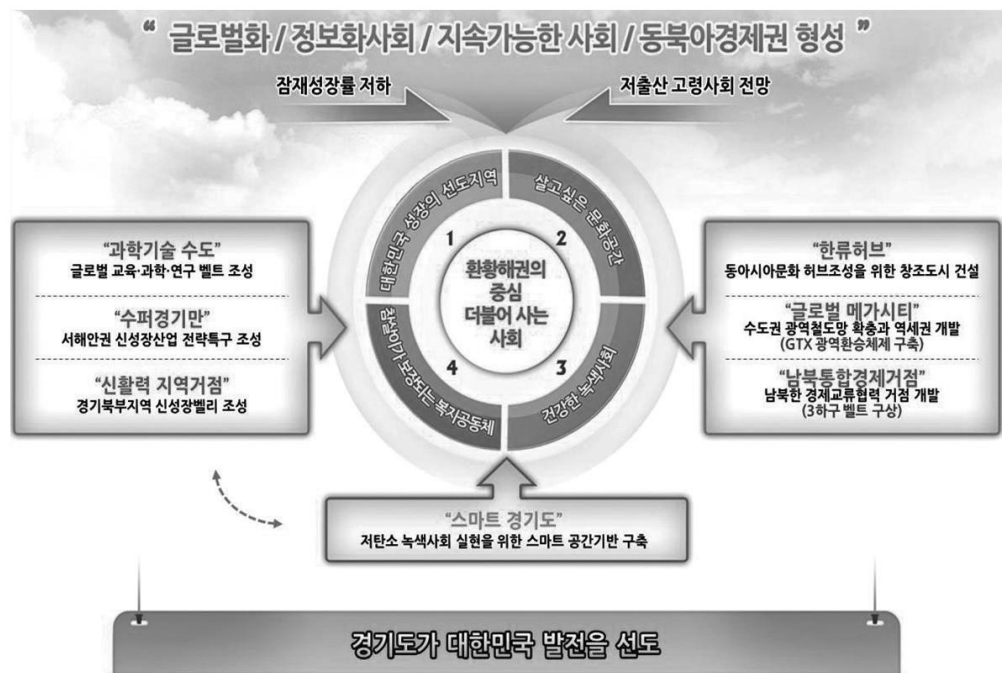 “ 글로벌화 / 정보화사회 / 지속가능한 사회 / 동북아경제권 형성 ”
잠재성장률 저하
저출산 고령사회 전망
대한민국 성장의 선도지역
살고싶은 문화공간
1
2
환황해권의
중심
더불어 사는
사회
4
3
참살이가 보장되는 복지공동체
건강한 녹색사회
“과학기술 수도”
글로벌 교육·과학·연구 벨트 조성
“수퍼경기만”
서해안권 신성장산업 전략특구 조성
“신활력 지역거점”
경기북부지역 신성장벨리 조성
“한류허브”
동아시아문화 허브조성을 위한 창조도시 건설
“글로벌 메가시티”
수도권 광역철도망 확충과 역세권 개발
(GTX 광역환승체제 구축)
“남북통합경제거점”
남북한 경제교류협력 거점 개발
(3하구 벨트 구상)
“스마트 경기도”
저탄소 녹색사회 실현을 위한 스마트 공간기반 구축
경기도가 대한민국 발전을 선도